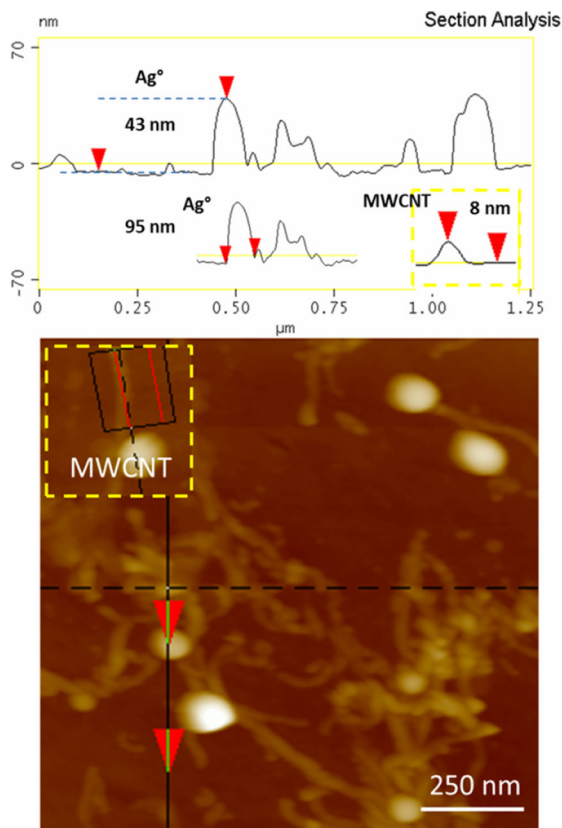 nm
Section Analysis
70
Ag°
43 nm
0
Ag°
95 nm
MWCNT
8 nm
-70
0
0.25
0.50
0.75
1.00
1.25
µm
MWCNT
250 nm